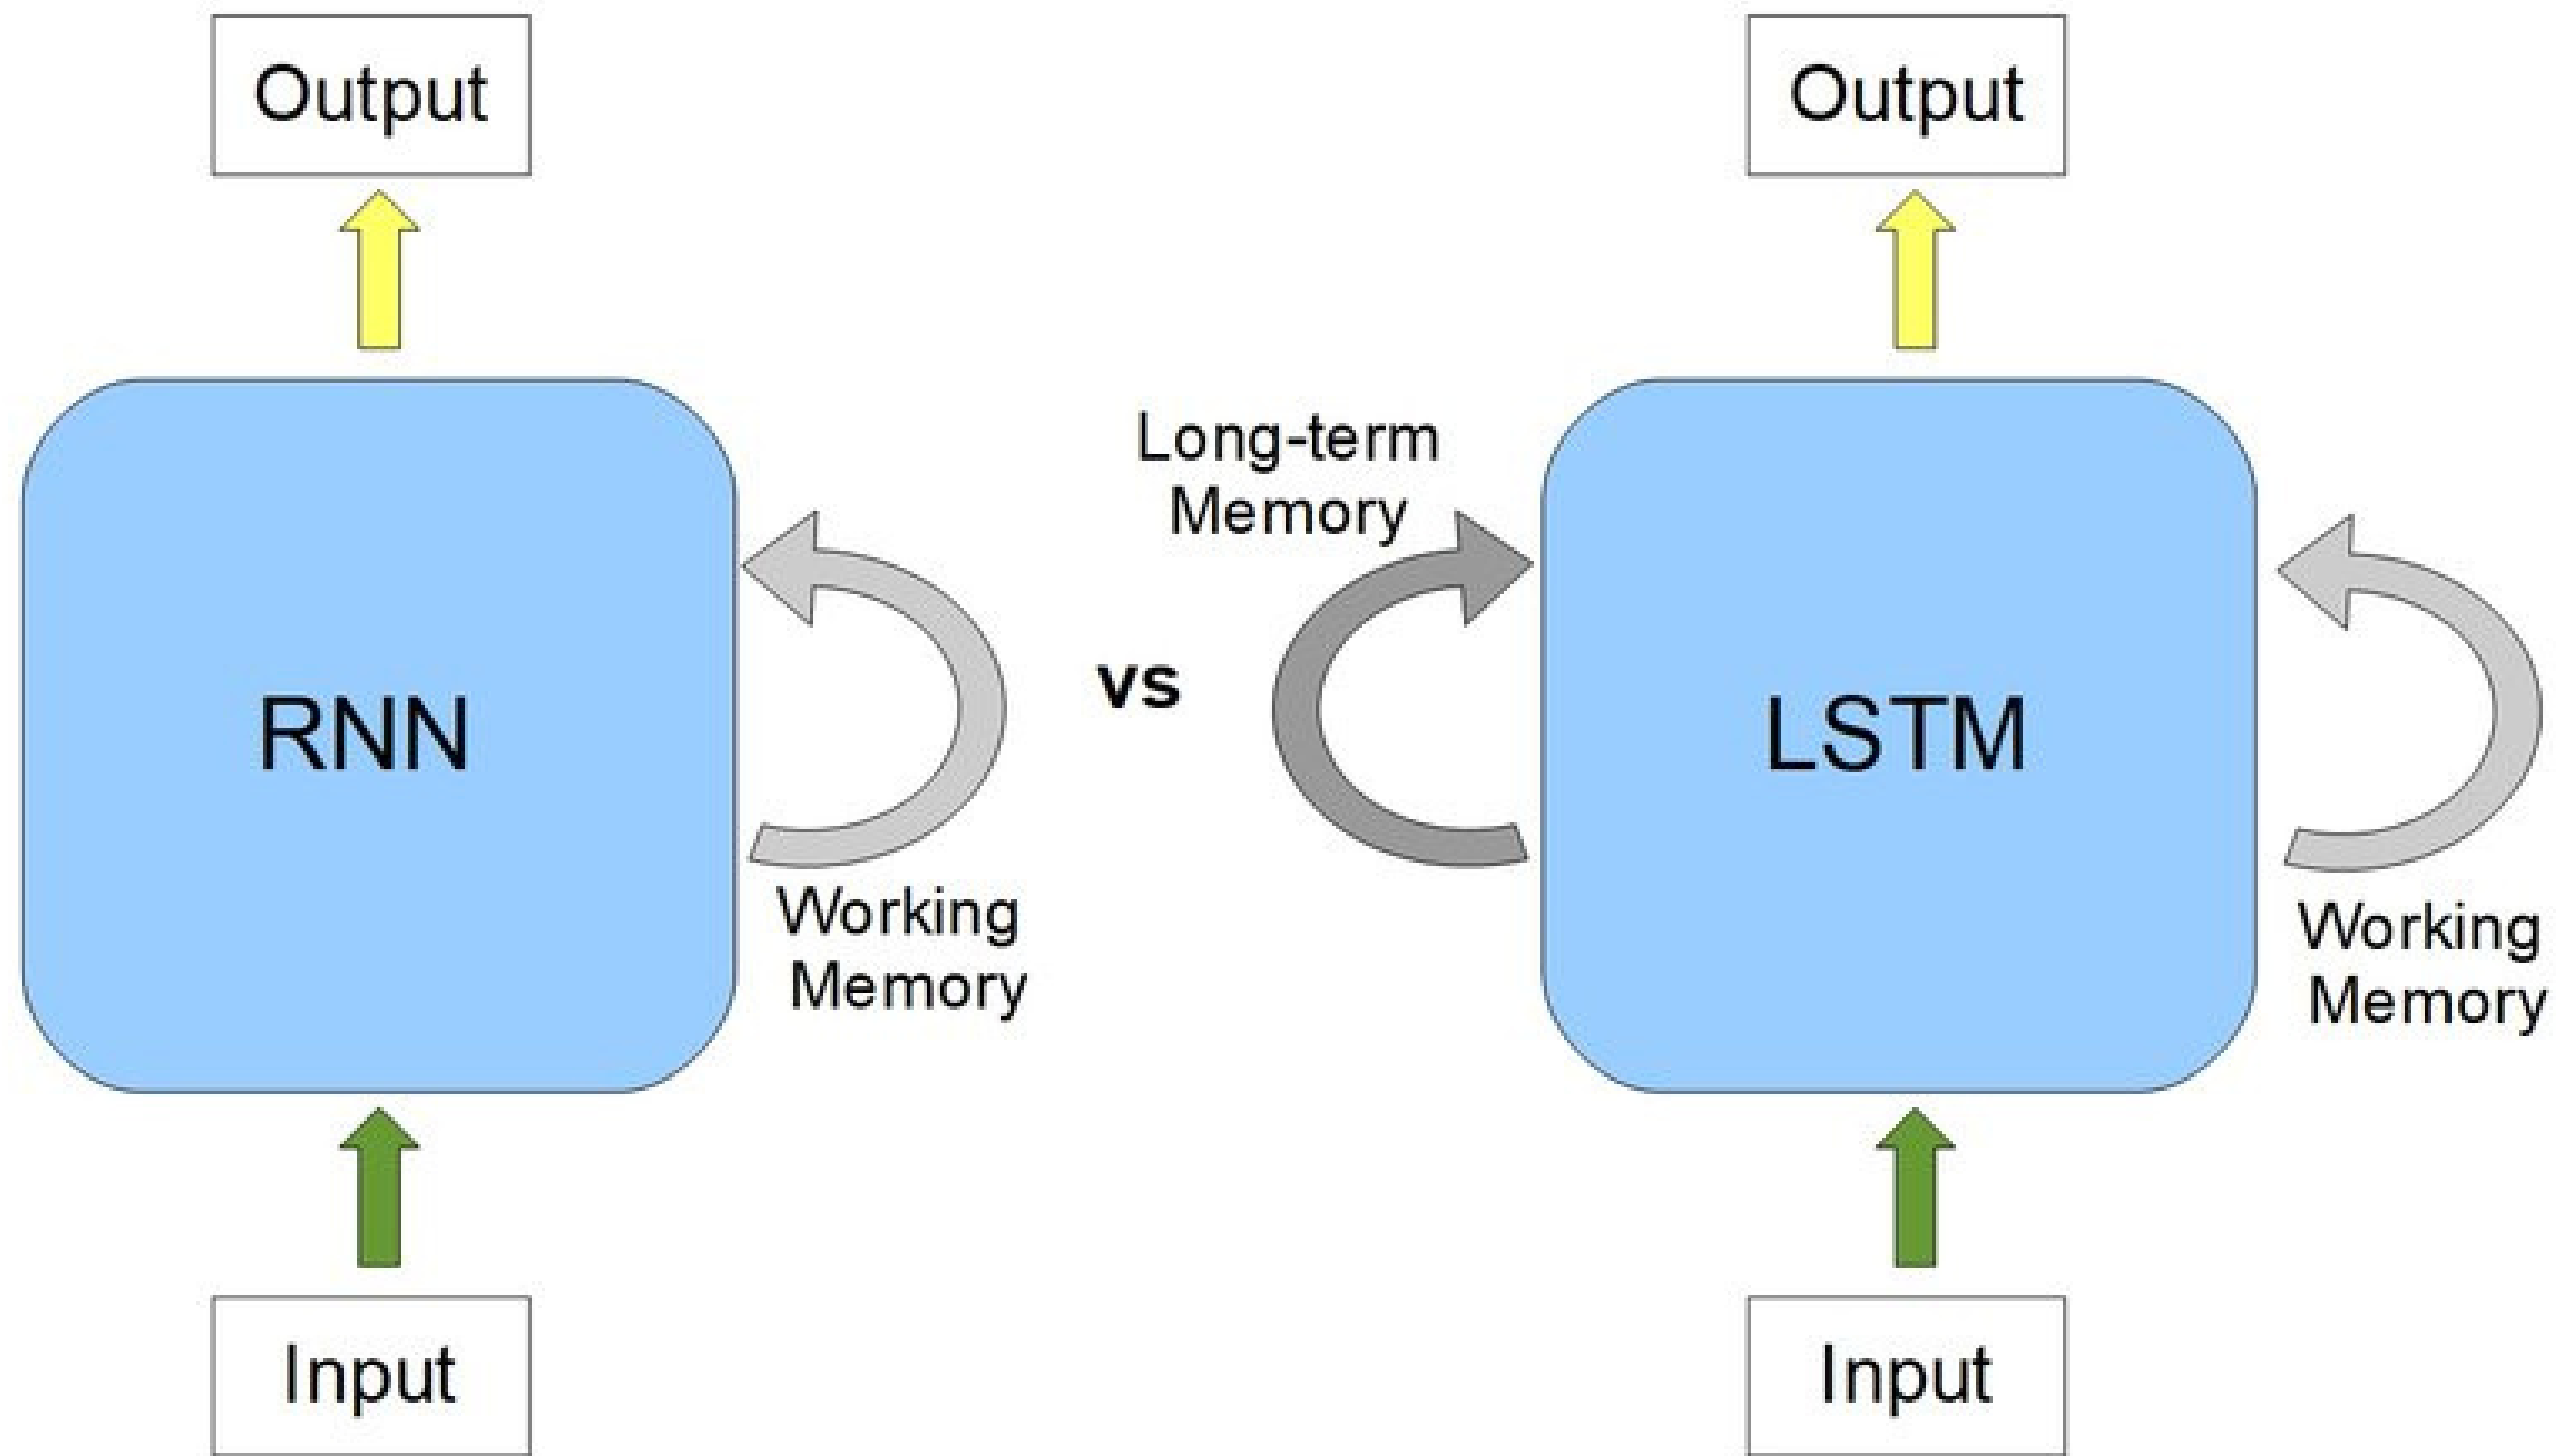 Output
RNN
Working
Memory
Input
vs
Output
Long-term
Memory
LSTM
Working
Memory
Input